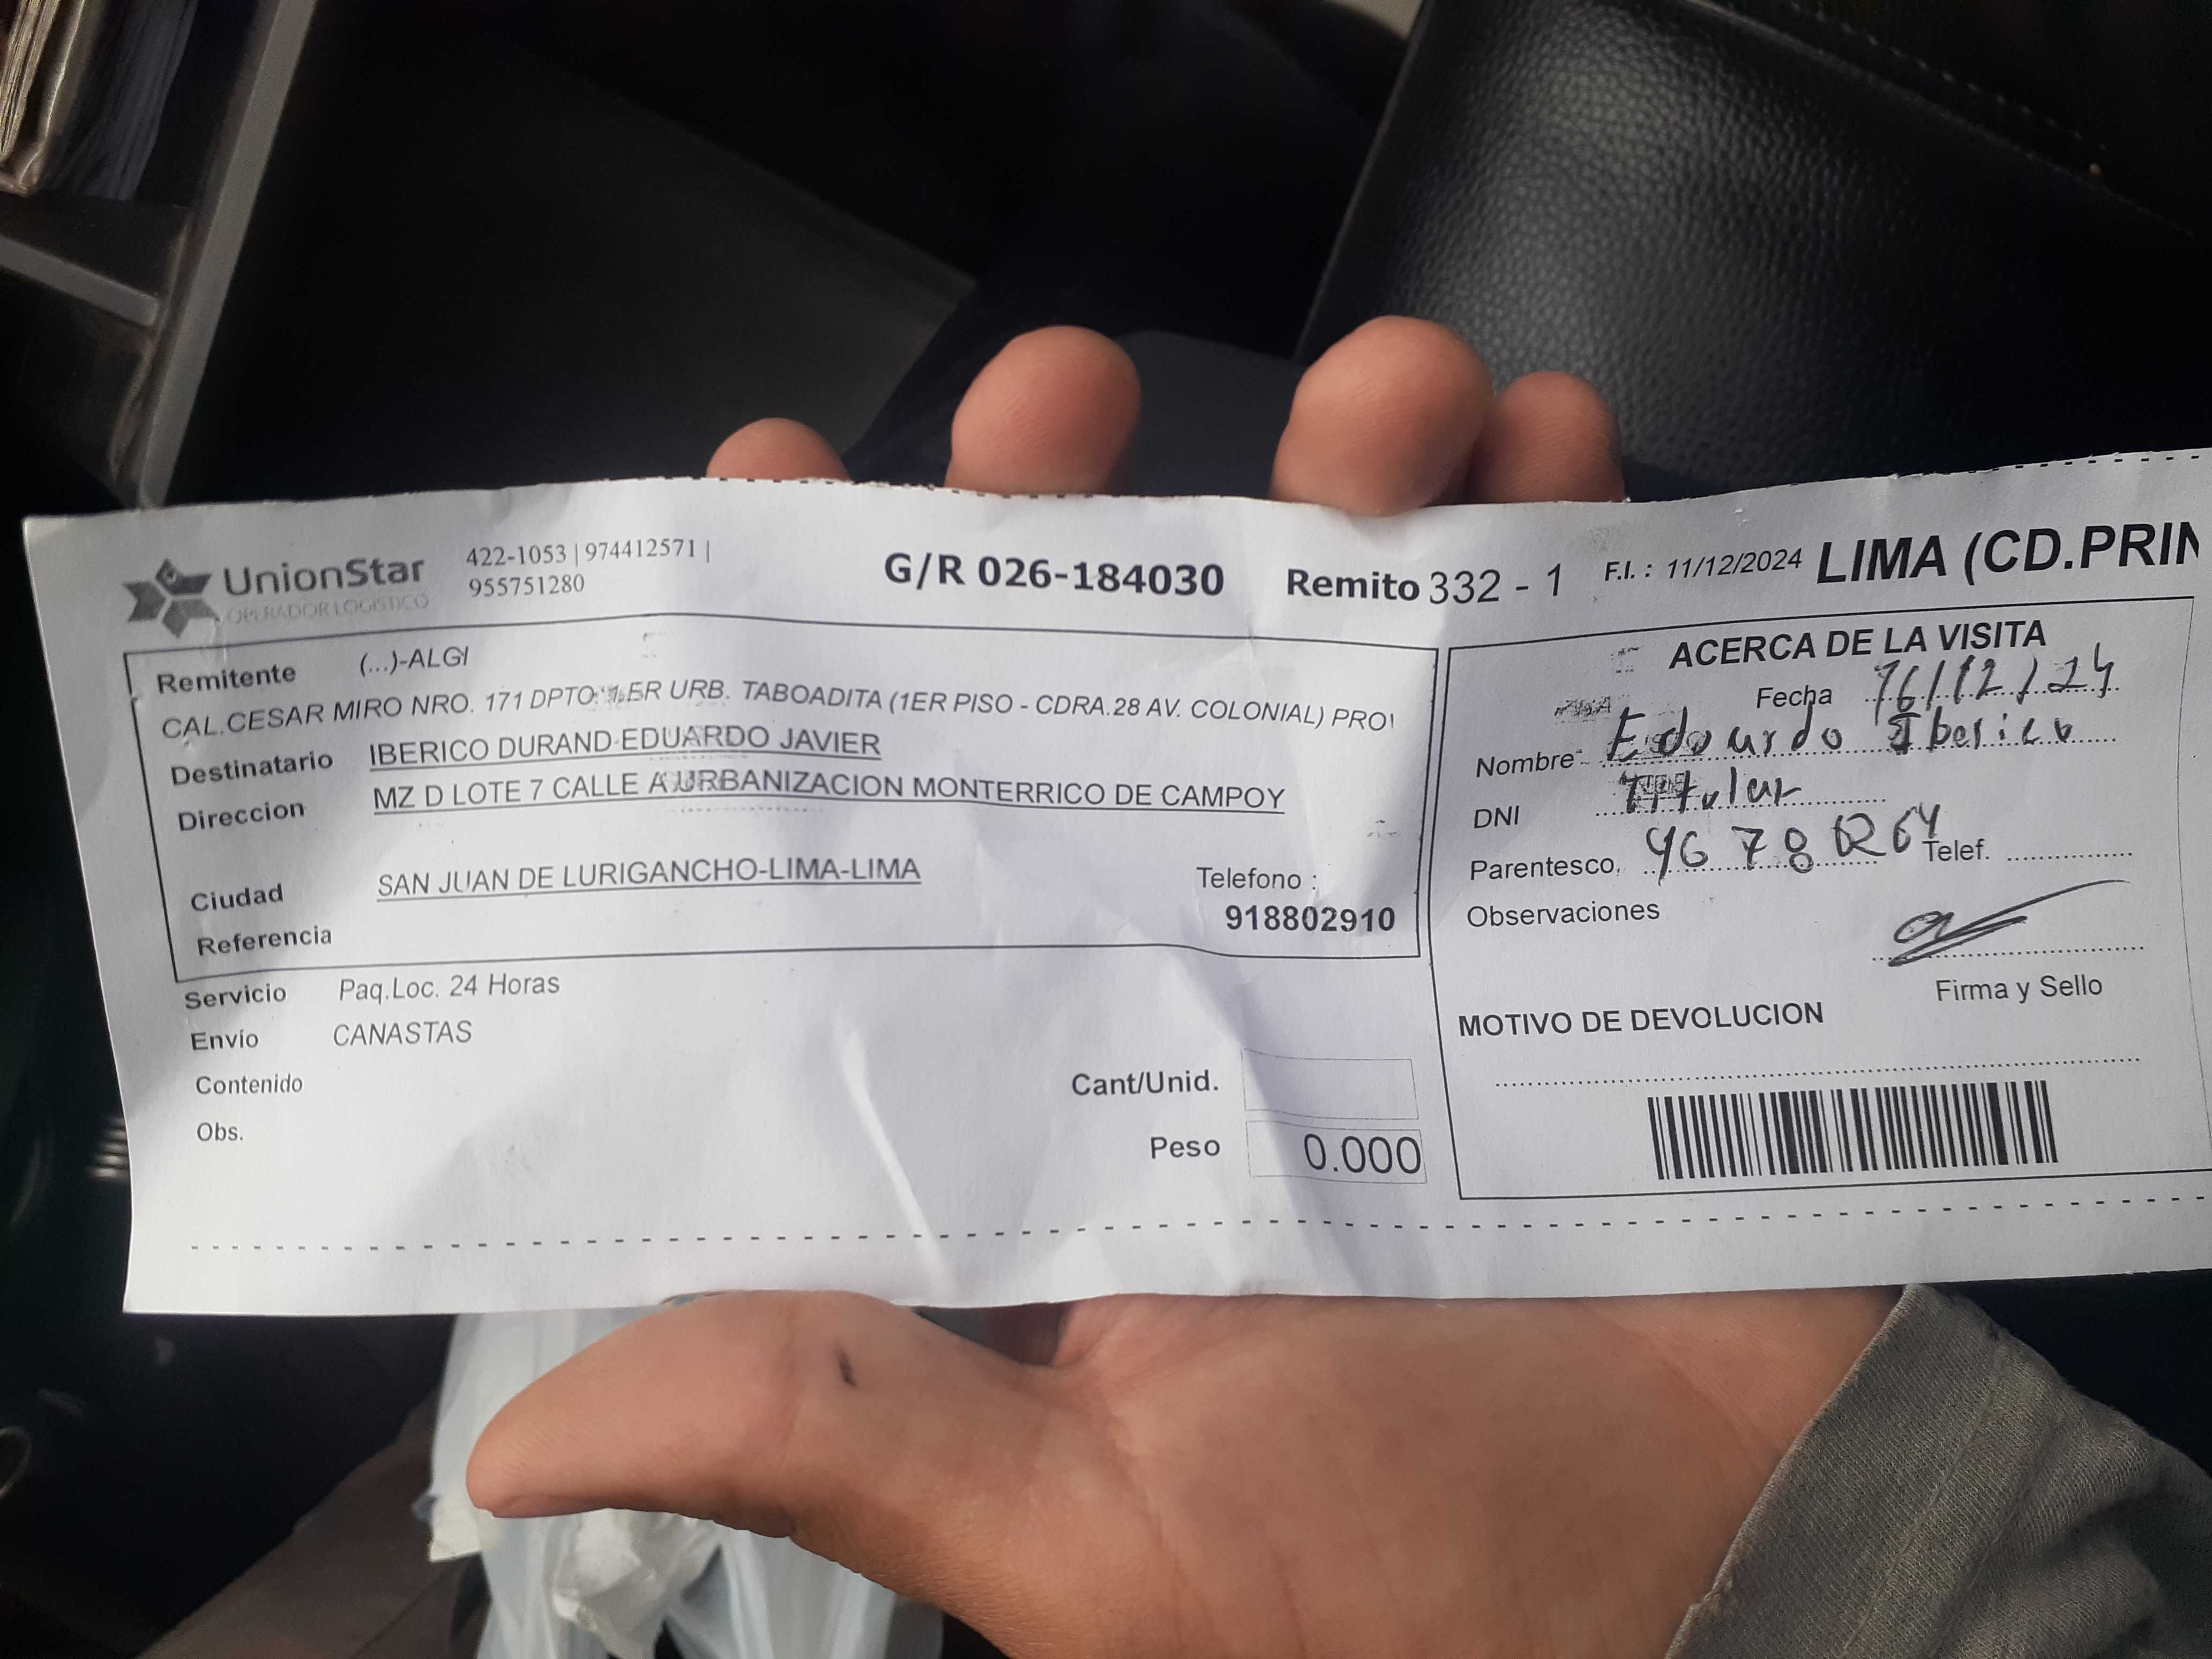 UnionStar
OPERADOR LOGISTICO
422-1053 | 974412571 |
955751280
G/R 026-184030
Remito 332 - 1
F.I. : 11/12/2024
LIMA (CD.PRIN
Remitente (...)-ALGI
CAL.CESAR MIRO NRO. 171 DPTO. 1ER URB. TABOADITA (1ER PISO - CDRA.28 AV. COLONIAL) PRO
Destinatario IBERICO DURAND EDUARDO JAVIER
Direccion MZ D LOTE 7 CALLE A URBANIZACION MONTERRICO DE CAMPOY
Ciudad SAN JUAN DE LURIGANCHO-LIMA-LIMA
Telefono :
918802910
Referencia
Servicio Paq.Loc. 24 Horas
Envío CANASTAS
Contenido
Obs.
Cant/Unid.
Peso 0.000
ACERCA DE LA VISITA
Fecha 16/12/24
Nombre Eduardo Iberico
DNI Titular
Parentesco. Telef.
Observaciones
Firma y Sello
MOTIVO DE DEVOLUCION